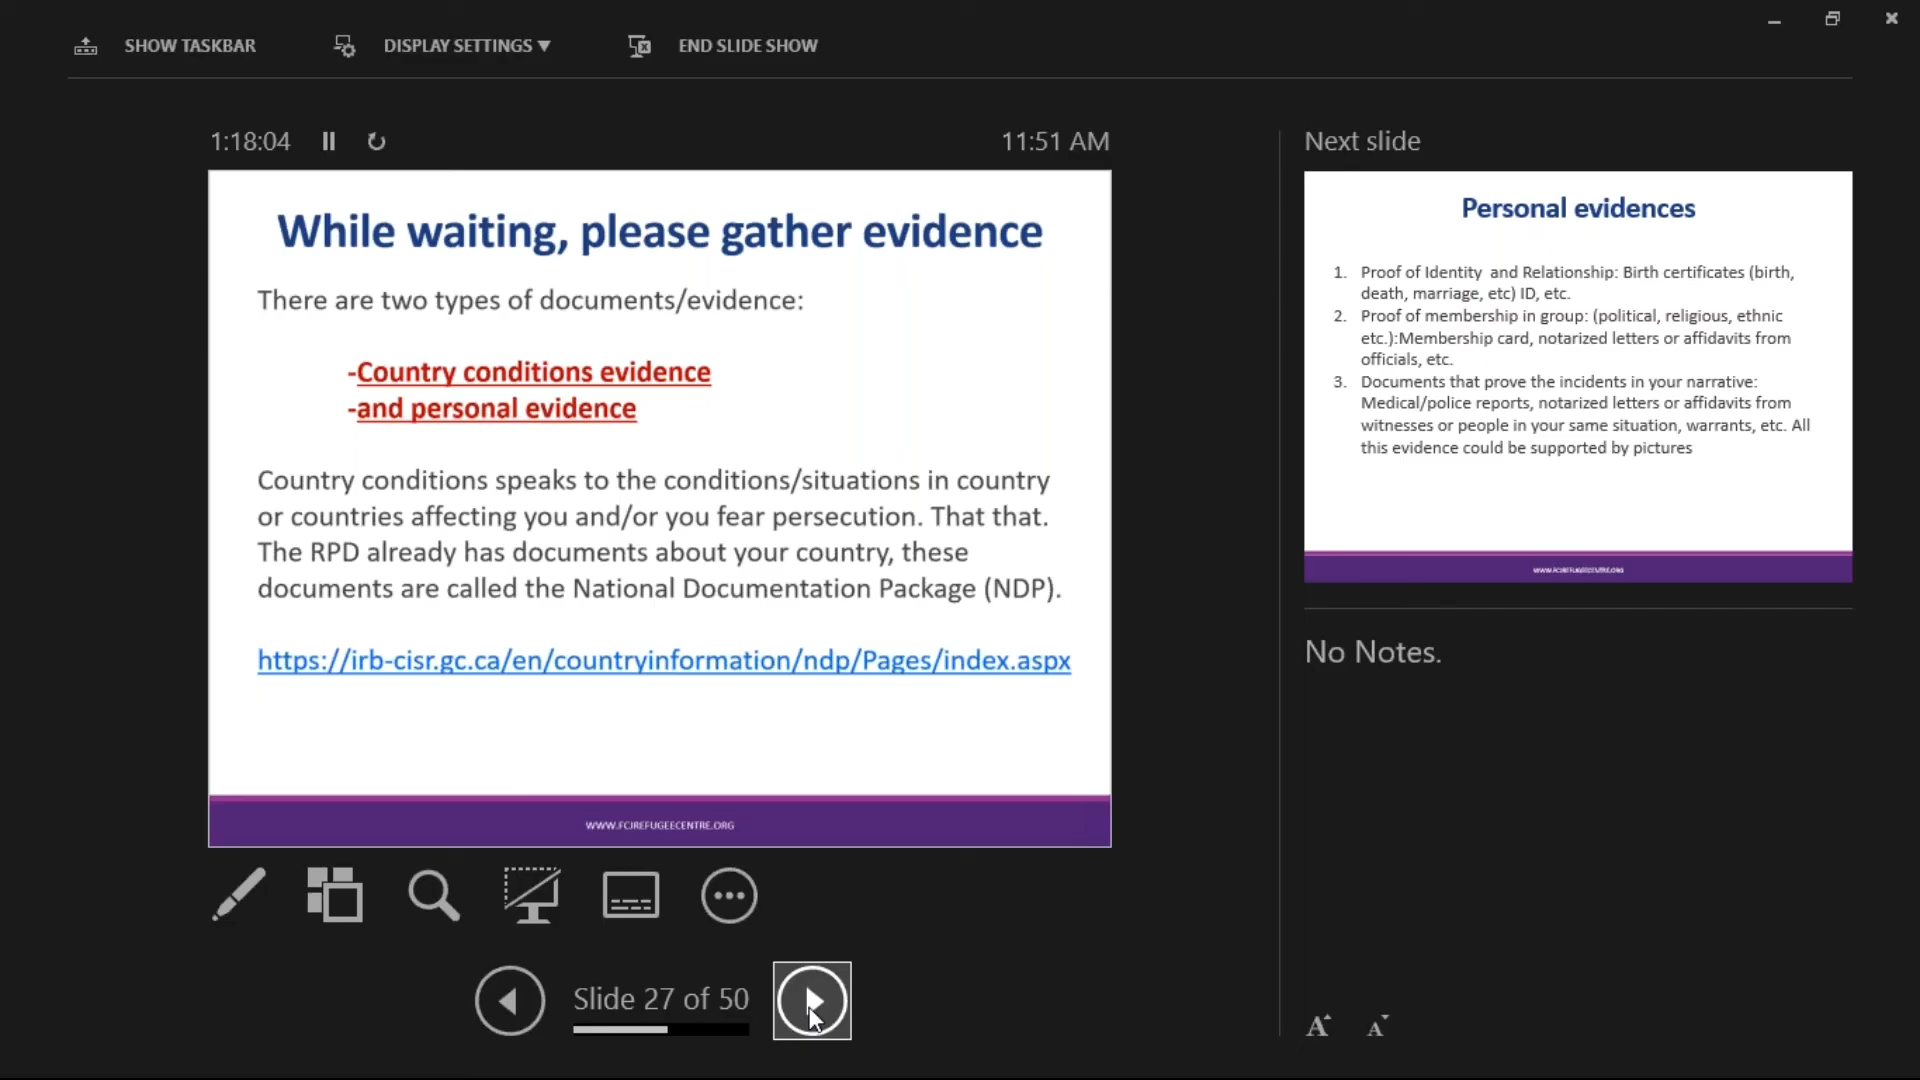 SHOW TASKBAR
DISPLAY SETTINGS ▼
END SLIDE SHOW
1:18:04
11:51 AM
While waiting, please gather evidence
There are two types of documents/evidence:
-Country conditions evidence
-and personal evidence
Country conditions speaks to the conditions/situations in country
or countries affecting you and/or you fear persecution. That that.
The RPD already has documents about your country, these
documents are called the National Documentation Package (NDP).
https://irb-cisr.gc.ca/en/countryinformation/ndp/Pages/index.aspx
WWW.FCJREFUGEECENTRE.ORG
Slide 27 of 50
Next slide
Personal evidences
1. Proof of Identity and Relationship: Birth certificates (birth,
death, marriage, etc) ID, etc.
2. Proof of membership in group: (political, religious, ethnic
etc.):Membership card, notarized letters or affidavits from
officials, etc.
3. Documents that prove the incidents in your narrative:
Medical/police reports, notarized letters or affidavits from
witnesses or people in your same situation, warrants, etc. All
this evidence could be supported by pictures
WWW.FCJREFUGEECENTRE.ORG
No Notes.
A A